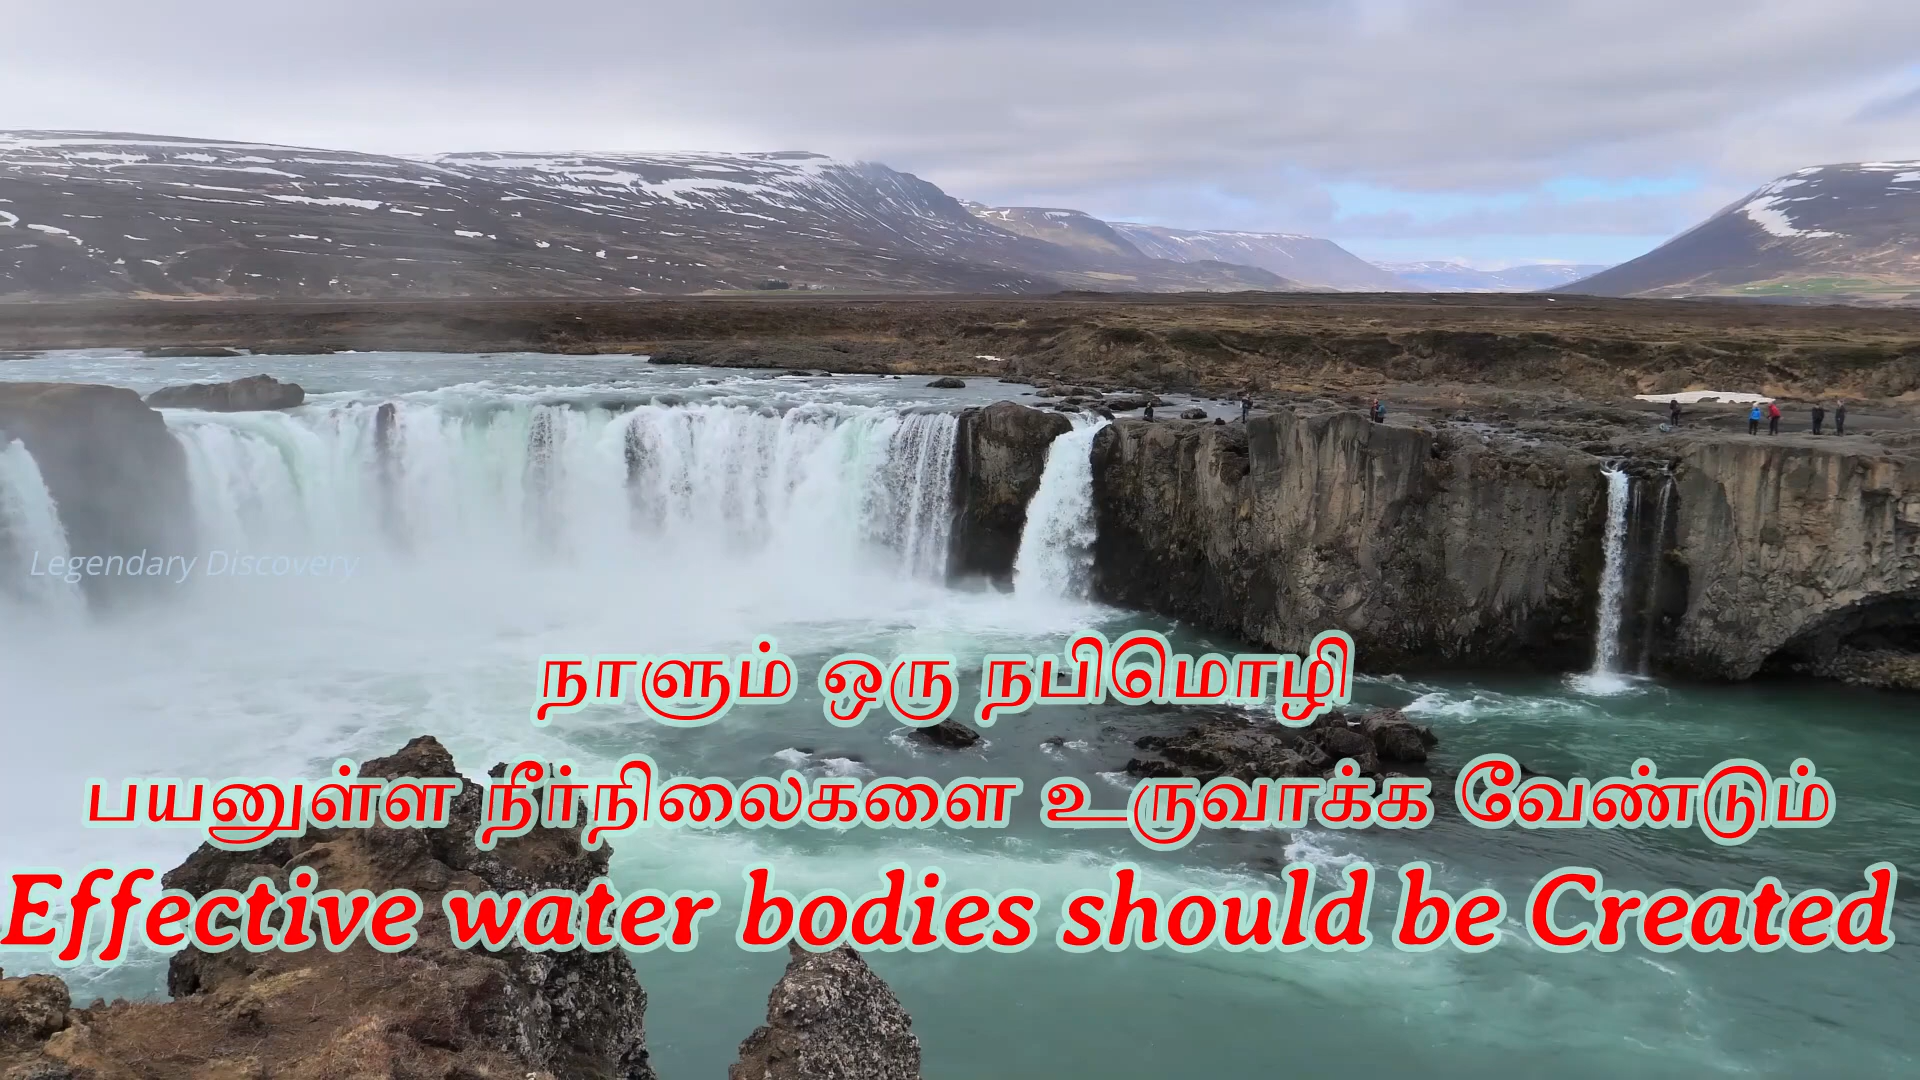 Legendary Discovery
நாளும் ஒரு நபிமொழி
பயனுள்ள நீர்நிலைகளை உருவாக்க வேண்டும்
Effective water bodies should be Created